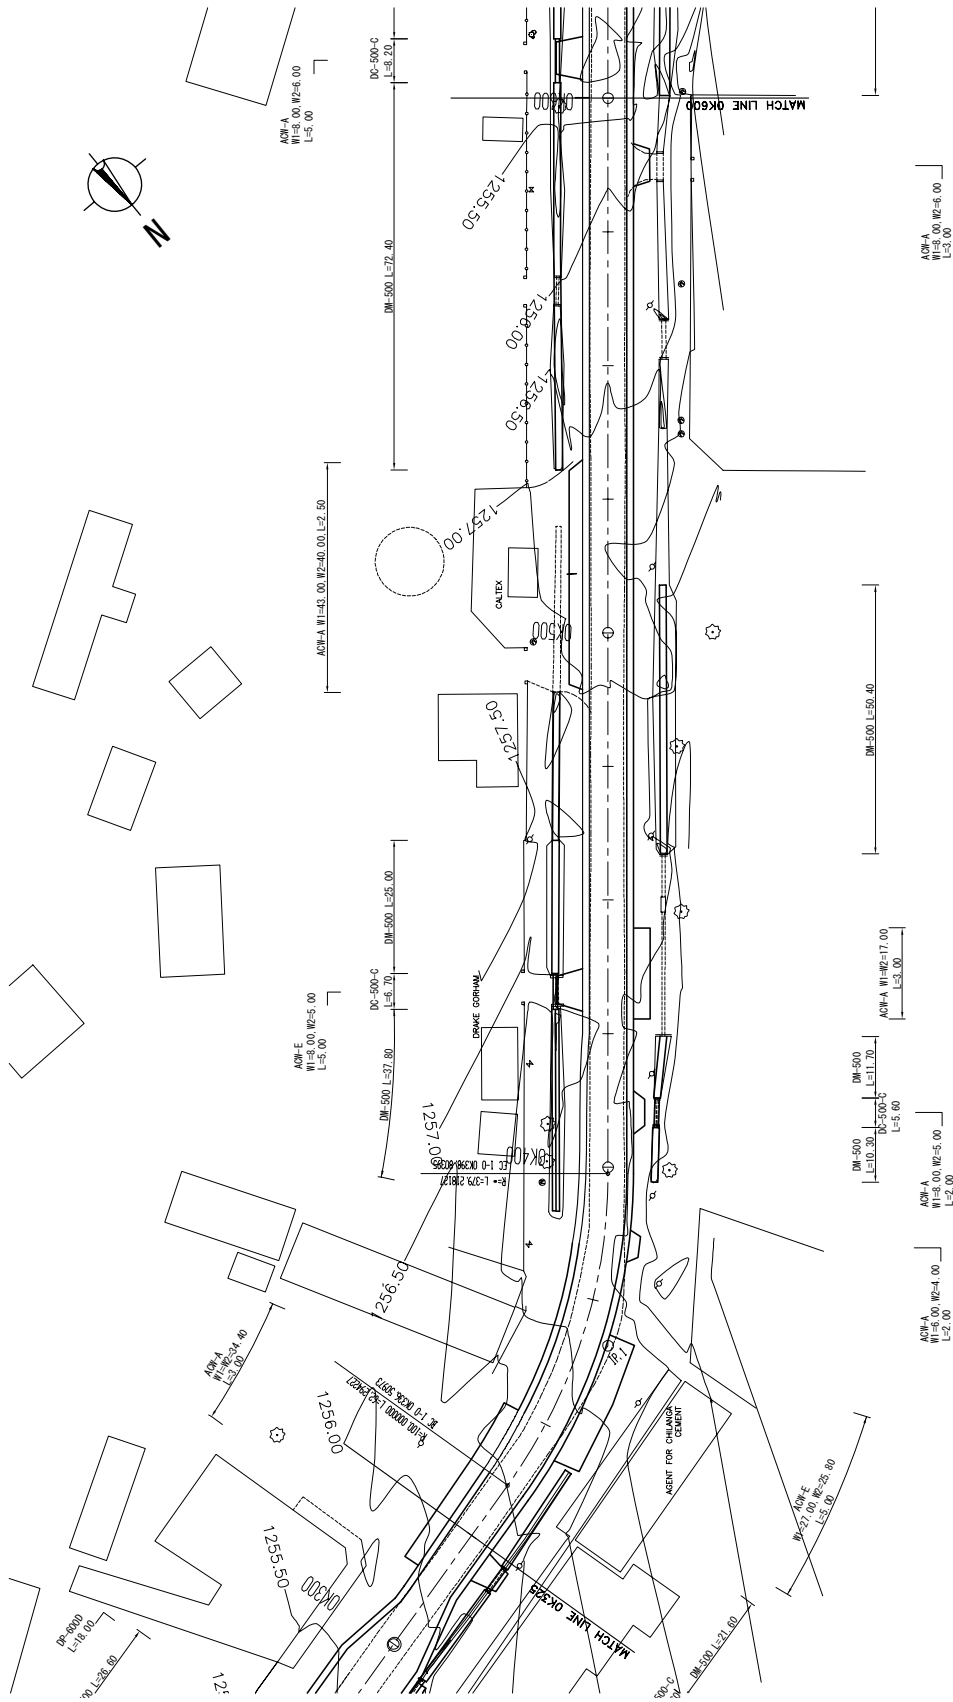 DC-500-C
L=8.20
ACW-A
W1=8.00, W2=6.00
L=5.00
0K600
MATCH LINE 0K600
N
1255.50
ACW-A
W1=8.00, W2=6.00
L=3.00
DM-500 L=72.40
1256.00
1256.50
1257.00
ACW-A W1=43.00, W2=40.00, L=2.50
CALTEX
0K500
1257.50
DM-500 L=50.40
DM-500 L=25.00
DC-500-C
L=6.70
DRAKE GORHAM
ACW-A W1=W2=17.00
L=3.00
ACW-E
W1=8.00, W2=5.00
L=5.00
DM-500 L=37.80
DM-500
L=11.70
DC-500-C
L=5.60
DM-500
L=10.30
1257.00
0K400
ACW-A
W1=8.00, W2=5.00
L=2.00
256.50
ACW-A
W1=6.00, W2=4.00
L=2.00
IP.1
ACW-A
W1=W2=34.40
L=3.00
1256.00
AGENT FOR CHILANGA
CEMENT
ACW-E
W1=27.00, W2=25.80
L=5.00
1255.50
0K300
MATCH LINE 0K325
DP-600D
L=18.00
L=26.60
DM-500 L=21.60